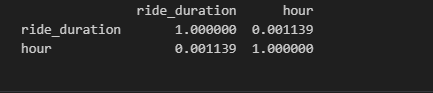 ride_duration hour
ride_duration 1.000000 0.001139
hour 0.001139 1.000000